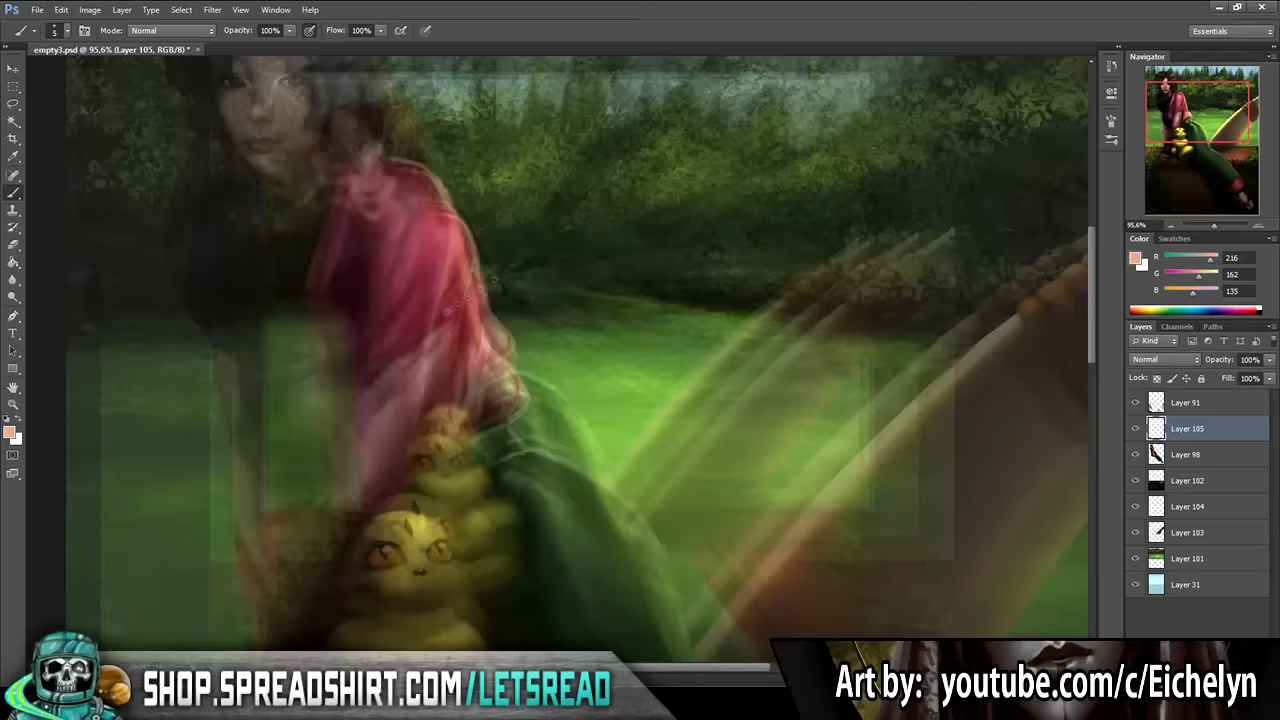 Ps File Edit Image Layer Type Select Filter View Window Help
5 Mode: Normal Opacity: 100% Flow: 100% Essentials
empty3.psd @ 95,6% (Layer 105, RGB/8) * ×
Navigator
95.6%
Color Swatches
R 216
G 162
B 135
Layers Channels Paths
Kind T
Normal Opacity: 100%
Lock: Fill: 100%
Layer 91
Layer 105
Layer 98
Layer 102
Layer 104
Layer 103
Layer 101
Layer 31
SHOP.SPREADSHIRT.COM/LETSREAD
Art by: youtube.com/c/Eichelyn